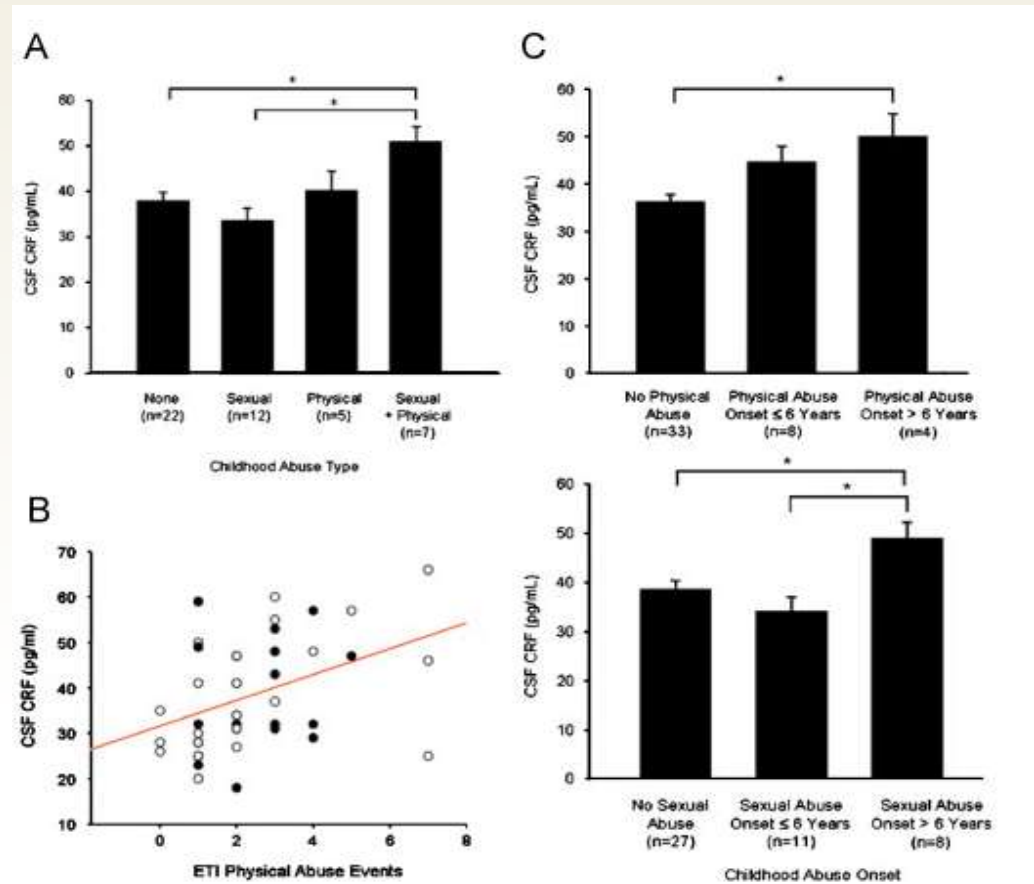 A
*
*
60
50
40
30
20
10
0
CSF CRF (pg/mL)
None Sexual Physical Sexual
(n=22) (n=12) (n=5) + Physical
(n=7)
Childhood Abuse Type
B
70
60
50
40
30
20
10
CSF CRF (pg/ml)
0 2 4 6 8
ETI Physical Abuse Events
C
*
60
50
40
30
20
10
0
CSF CRF (pg/mL)
No Physical Physical Abuse Physical Abuse
Abuse Onset ≤ 6 Years Onset > 6 Years
(n=33) (n=8) (n=4)
*
*
60
50
40
30
20
10
0
CSF CRF (pg/mL)
No Sexual Sexual Abuse Sexual Abuse
Abuse Onset ≤ 6 Years Onset > 6 Years
(n=27) (n=11) (n=8)
Childhood Abuse Onset